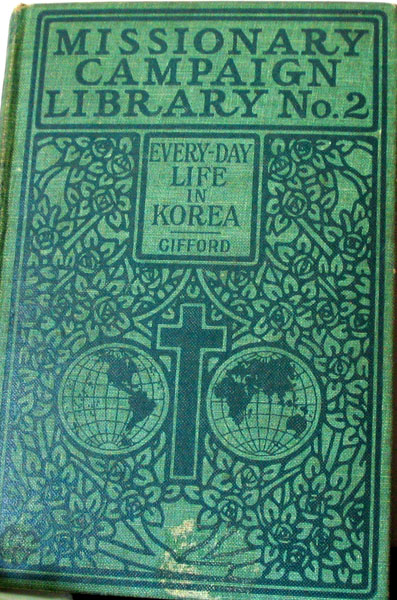 MISSIONARY
CAMPAIGN
LIBRARY No. 2
EVERY-DAY
LIFE
IN
KOREA
GIFFORD